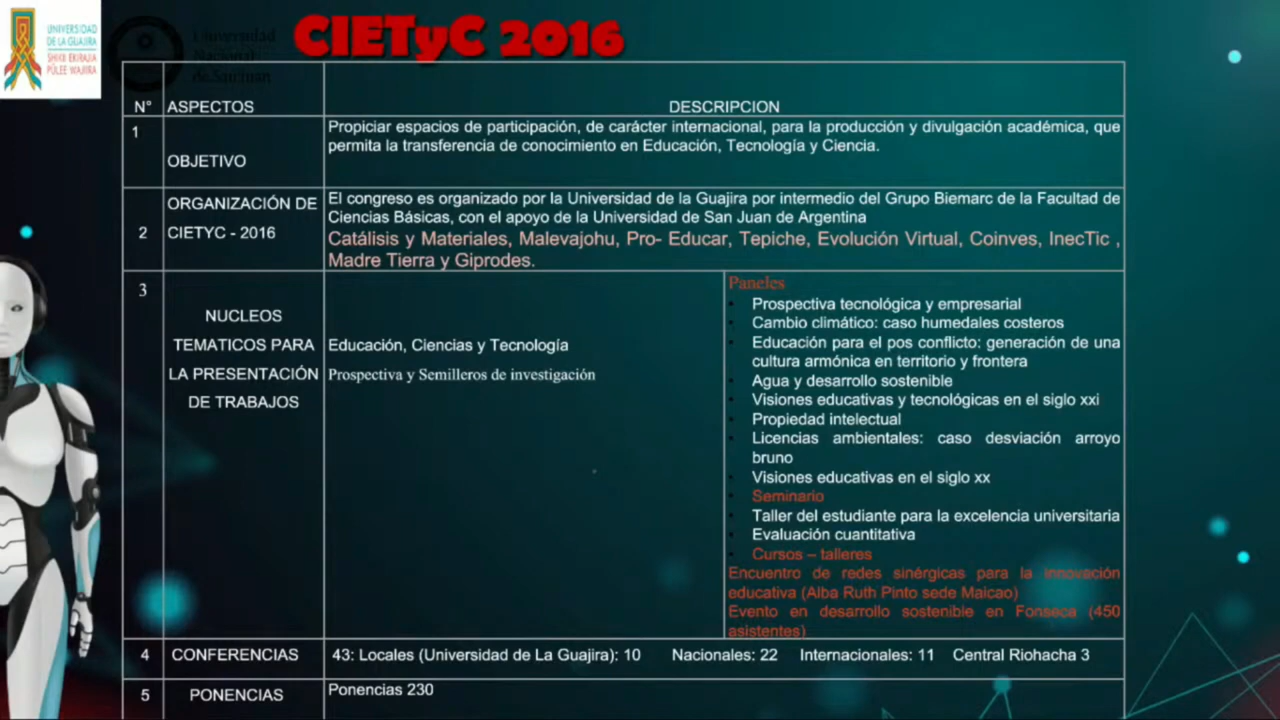 UNIVERSIDAD
DE LA GUAJIRA
SHIKII EKIRAJIA
PÜLEE WAJIIRA
Universidad
Nacional
de San Juan
CIETyC 2016
N° ASPECTOS DESCRIPCION
1 OBJETIVO
Propiciar espacios de participación, de carácter internacional, para la producción y divulgación académica, que
permita la transferencia de conocimiento en Educación, Tecnología y Ciencia.
2
ORGANIZACIÓN DE
CIETYC - 2016
El congreso es organizado por la Universidad de la Guajira por intermedio del Grupo Biemarc de la Facultad de
Ciencias Básicas, con el apoyo de la Universidad de San Juan de Argentina
Catálisis y Materiales, Malevajohu, Pro- Educar, Tepiche, Evolución Virtual, Coinves, InecTic ,
Madre Tierra y Giprodes.
3
NUCLEOS
TEMATICOS PARA
LA PRESENTACIÓN
DE TRABAJOS
Educación, Ciencias y Tecnología
Prospectiva y Semilleros de investigación
Paneles
• Prospectiva tecnológica y empresarial
• Cambio climático: caso humedales costeros
• Educación para el pos conflicto: generación de una
cultura armónica en territorio y frontera
• Agua y desarrollo sostenible
• Visiones educativas y tecnológicas en el siglo xxi
• Propiedad intelectual
• Licencias ambientales: caso desviación arroyo
bruno
• Visiones educativas en el siglo xx
• Seminario
• Taller del estudiante para la excelencia universitaria
• Evaluación cuantitativa
• Cursos – talleres
Encuentro de redes sinérgicas para la innovación
educativa (Alba Ruth Pinto sede Maicao)
Evento en desarrollo sostenible en Fonseca (450
asistentes)
4 CONFERENCIAS 43: Locales (Universidad de La Guajira): 10 Nacionales: 22 Internacionales: 11 Central Riohacha 3
5 PONENCIAS Ponencias 230